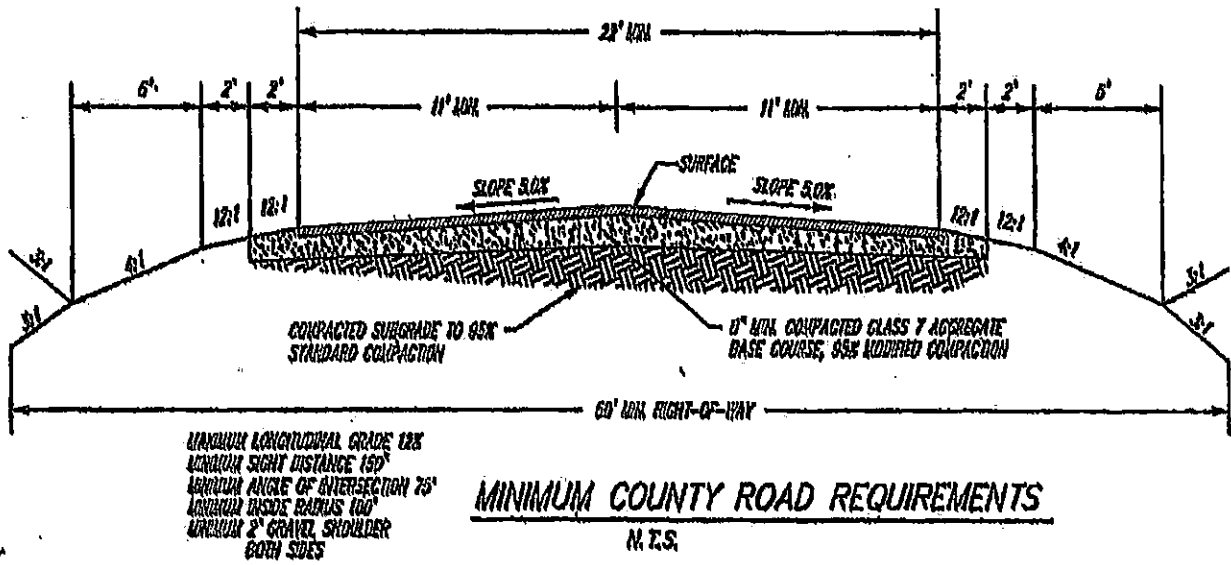 22' MIN.
6' 2' 2' 11' MIN. 11' MIN. 2' 2' 6'
SURFACE
SLOPE 5.0% SLOPE 5.0%
12:1 12:1 12:1 12:1
3:1 4:1 4:1 3:1
3:1 3:1
COMPACTED SUBGRADE TO 95%
STANDARD COMPACTION
MIN. COMPACTED CLASS 7 AGGREGATE
BASE COURSE, 95% MODIFIED COMPACTION
60' MIN. RIGHT-OF-WAY
MAXIMUM LONGITUDINAL GRADE 12%
MINIMUM SIGHT DISTANCE 150'
MINIMUM ANGLE OF INTERSECTION 75°
MINIMUM INSIDE RADIUS 100'
MINIMUM 2' GRAVEL SHOULDER
BOTH SIDES
MINIMUM COUNTY ROAD REQUIREMENTS
N.T.S.